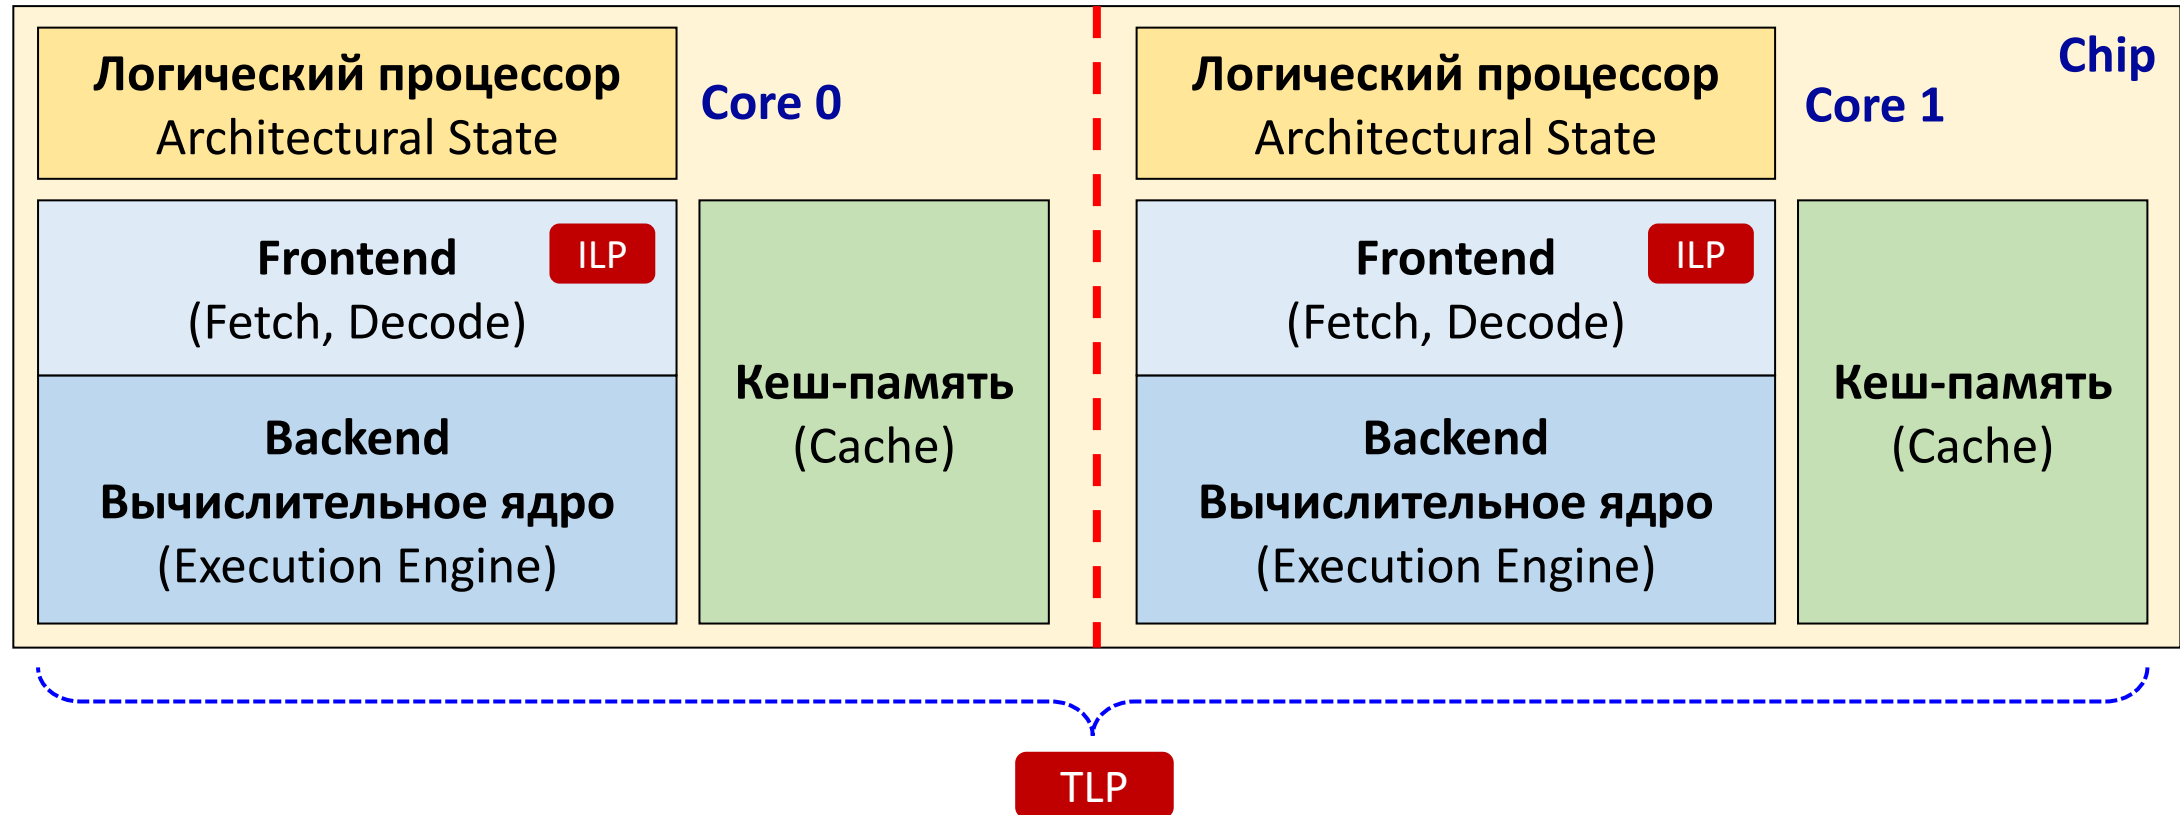 Chip
Логический процессор
Architectural State
Core 0
Frontend
ILP
(Fetch, Decode)
Backend
Вычислительное ядро
(Execution Engine)
Кеш-память
(Cache)
Логический процессор
Architectural State
Core 1
Frontend
ILP
(Fetch, Decode)
Backend
Вычислительное ядро
(Execution Engine)
Кеш-память
(Cache)
TLP